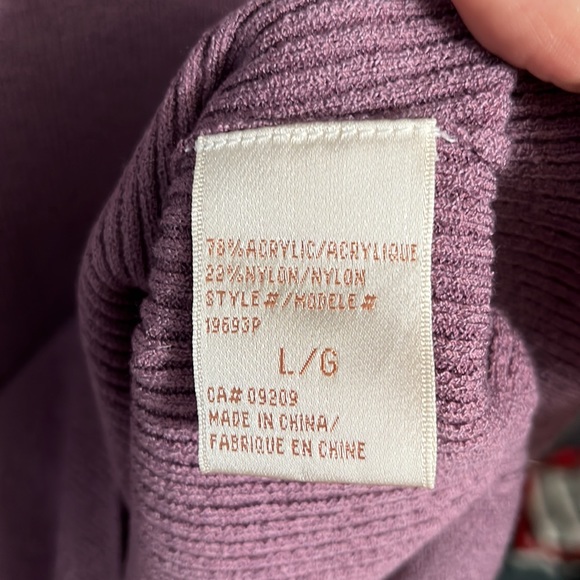 78% ACRYLIC/ACRYLIQUE
22% NYLON/NYLON
STYLE #/MODELE #
19693P
L/G
CA# 09209
MADE IN CHINA/
FABRIQUE EN CHINE